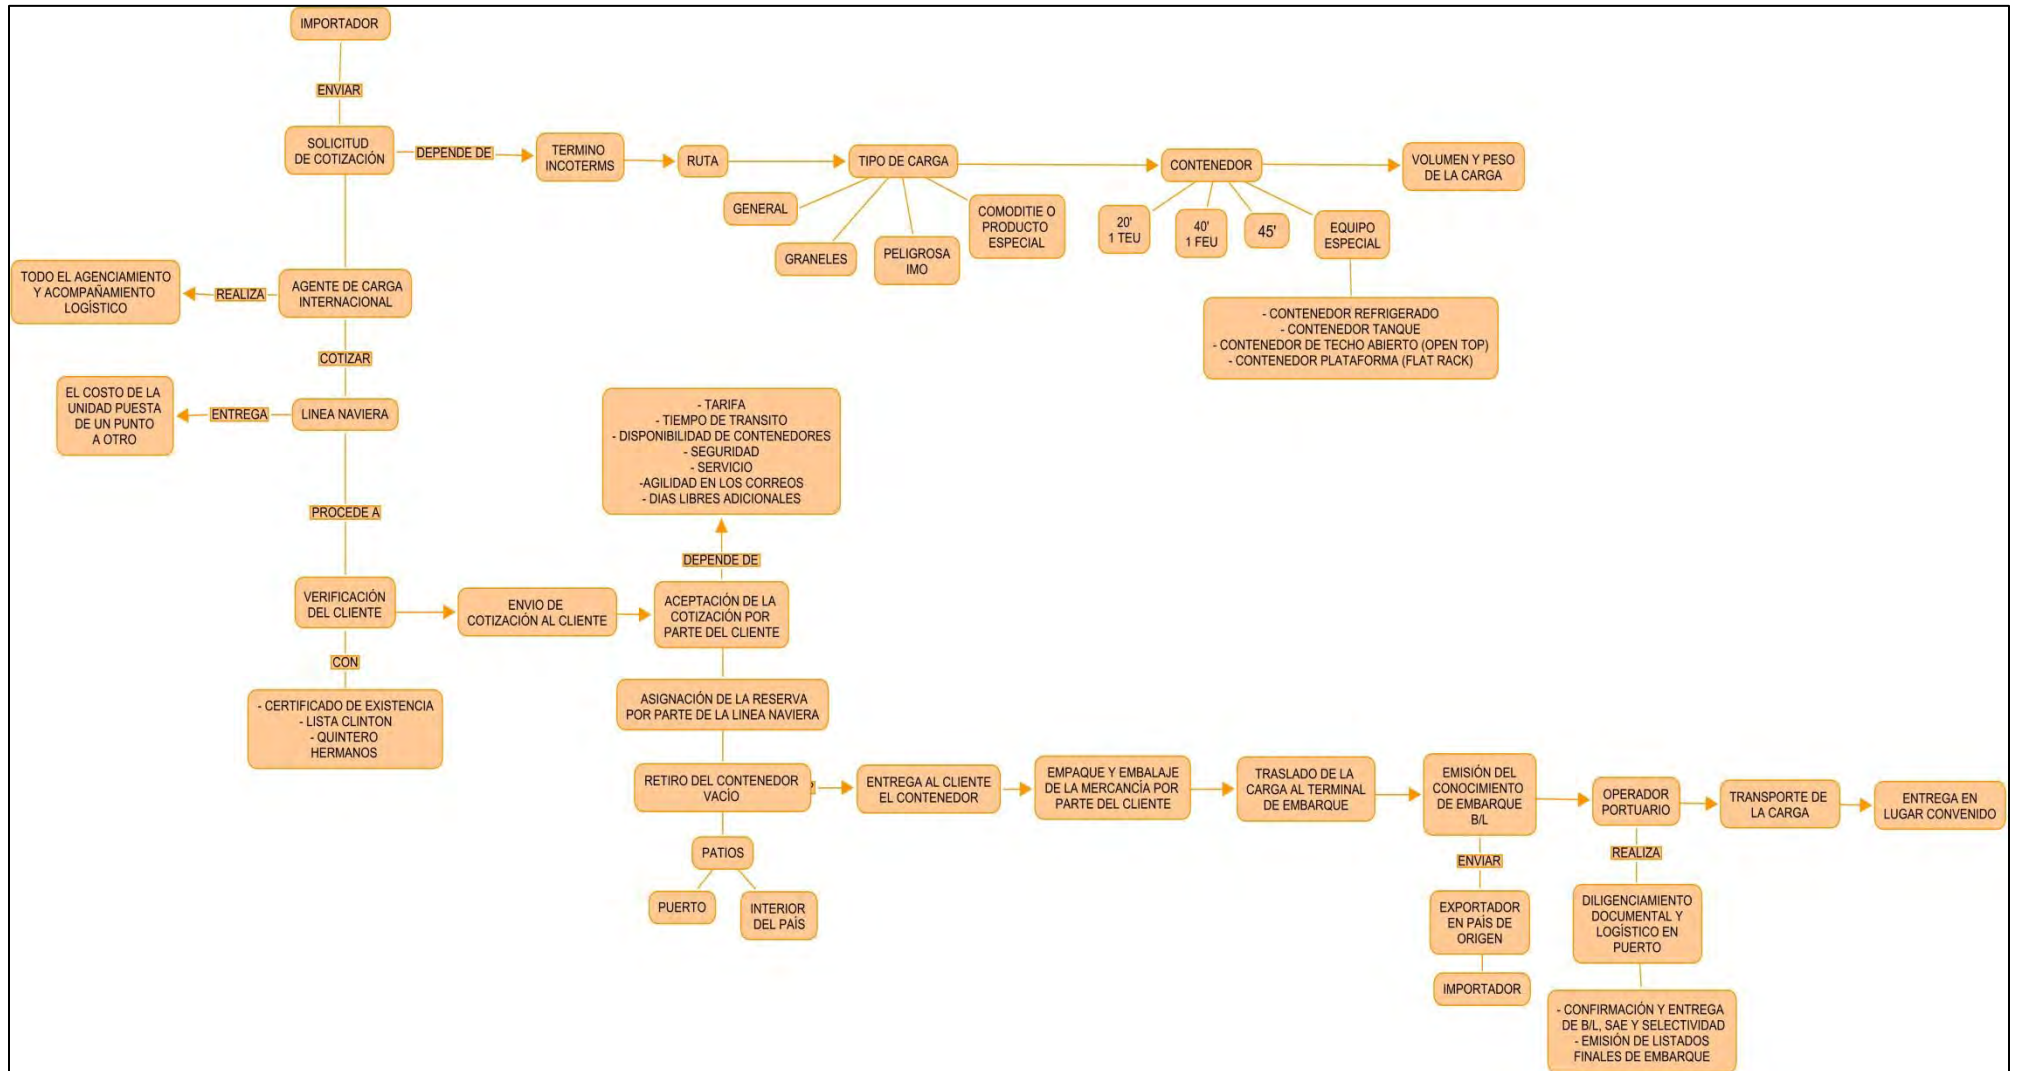 IMPORTADOR
ENVIAR
SOLICITUD
DE COTIZACIÓN
DEPENDE DE
TERMINO
INCOTERMS
RUTA
TIPO DE CARGA
CONTENEDOR
VOLUMEN Y PESO
DE LA CARGA
GENERAL
GRANELES
PELIGROSA
IMO
COMODITIE O
PRODUCTO
ESPECIAL
20'
1 TEU
40'
1 FEU
45'
EQUIPO
ESPECIAL
- CONTENEDOR REFRIGERADO
- CONTENEDOR TANQUE
- CONTENEDOR DE TECHO ABIERTO (OPEN TOP)
- CONTENEDOR PLATAFORMA (FLAT RACK)
TODO EL AGENCIAMIENTO
Y ACOMPAÑAMIENTO
LOGÍSTICO
REALIZA
AGENTE DE CARGA
INTERNACIONAL
COTIZAR
EL COSTO DE LA
UNIDAD PUESTA
DE UN PUNTO
A OTRO
ENTREGA
LINEA NAVIERA
PROCEDE A
- TARIFA
- TIEMPO DE TRANSITO
- DISPONIBILIDAD DE CONTENEDORES
- SEGURIDAD
- SERVICIO
-AGILIDAD EN LOS CORREOS
- DIAS LIBRES ADICIONALES
DEPENDE DE
VERIFICACIÓN
DEL CLIENTE
ENVIO DE
COTIZACIÓN AL CLIENTE
ACEPTACIÓN DE LA
COTIZACIÓN POR
PARTE DEL CLIENTE
CON
- CERTIFICADO DE EXISTENCIA
- LISTA CLINTON
- QUINTERO
HERMANOS
ASIGNACIÓN DE LA RESERVA
POR PARTE DE LA LINEA NAVIERA
RETIRO DEL CONTENEDOR
VACÍO
ENTREGA AL CLIENTE
EL CONTENEDOR
EMPAQUE Y EMBALAJE
DE LA MERCANCÍA POR
PARTE DEL CLIENTE
TRASLADO DE LA
CARGA AL TERMINAL
DE EMBARQUE
EMISIÓN DEL
CONOCIMIENTO
DE EMBARQUE
B/L
OPERADOR
PORTUARIO
TRANSPORTE DE
LA CARGA
ENTREGA EN
LUGAR CONVENIDO
PATIOS
PUERTO
INTERIOR
DEL PAÍS
ENVIAR
EXPORTADOR
EN PAÍS DE
ORIGEN
IMPORTADOR
REALIZA
DILIGENCIAMIENTO
DOCUMENTAL Y
LOGÍSTICO EN
PUERTO
- CONFIRMACIÓN Y ENTREGA
DE B/L, SAE Y SELECTIVIDAD
- EMISIÓN DE LISTADOS
FINALES DE EMBARQUE